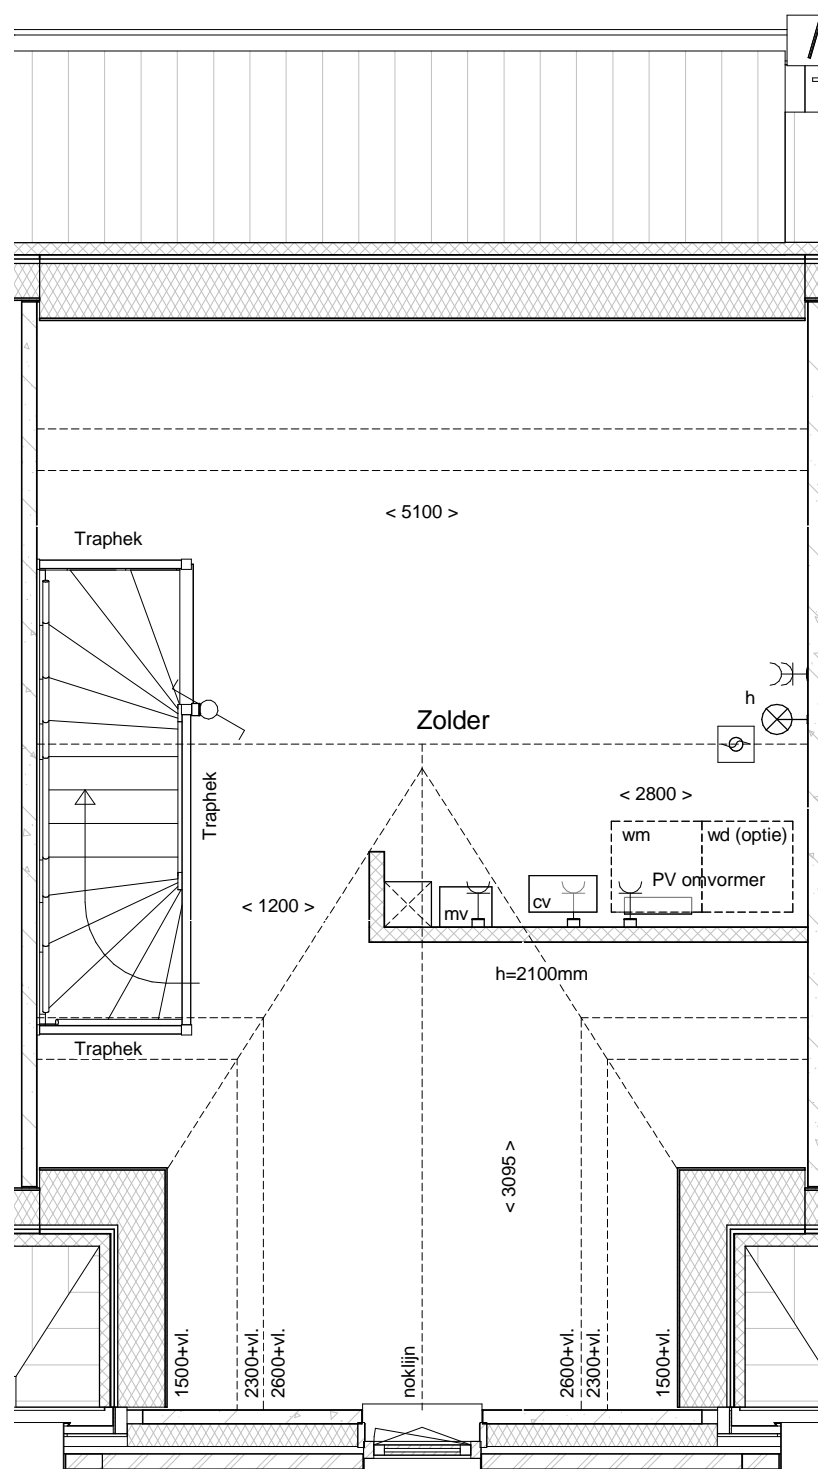 < 5100 >
Traphek
h
Zolder
Traphek
< 2800 >
wm
wd (optie)
PV omvormer
cv
mv
< 1200 >
h=2100mm
Traphek
< 3095 >
1500+vl.
2300+vl.
2600+vl.
noklijn
2600+vl.
2300+vl.
1500+vl.